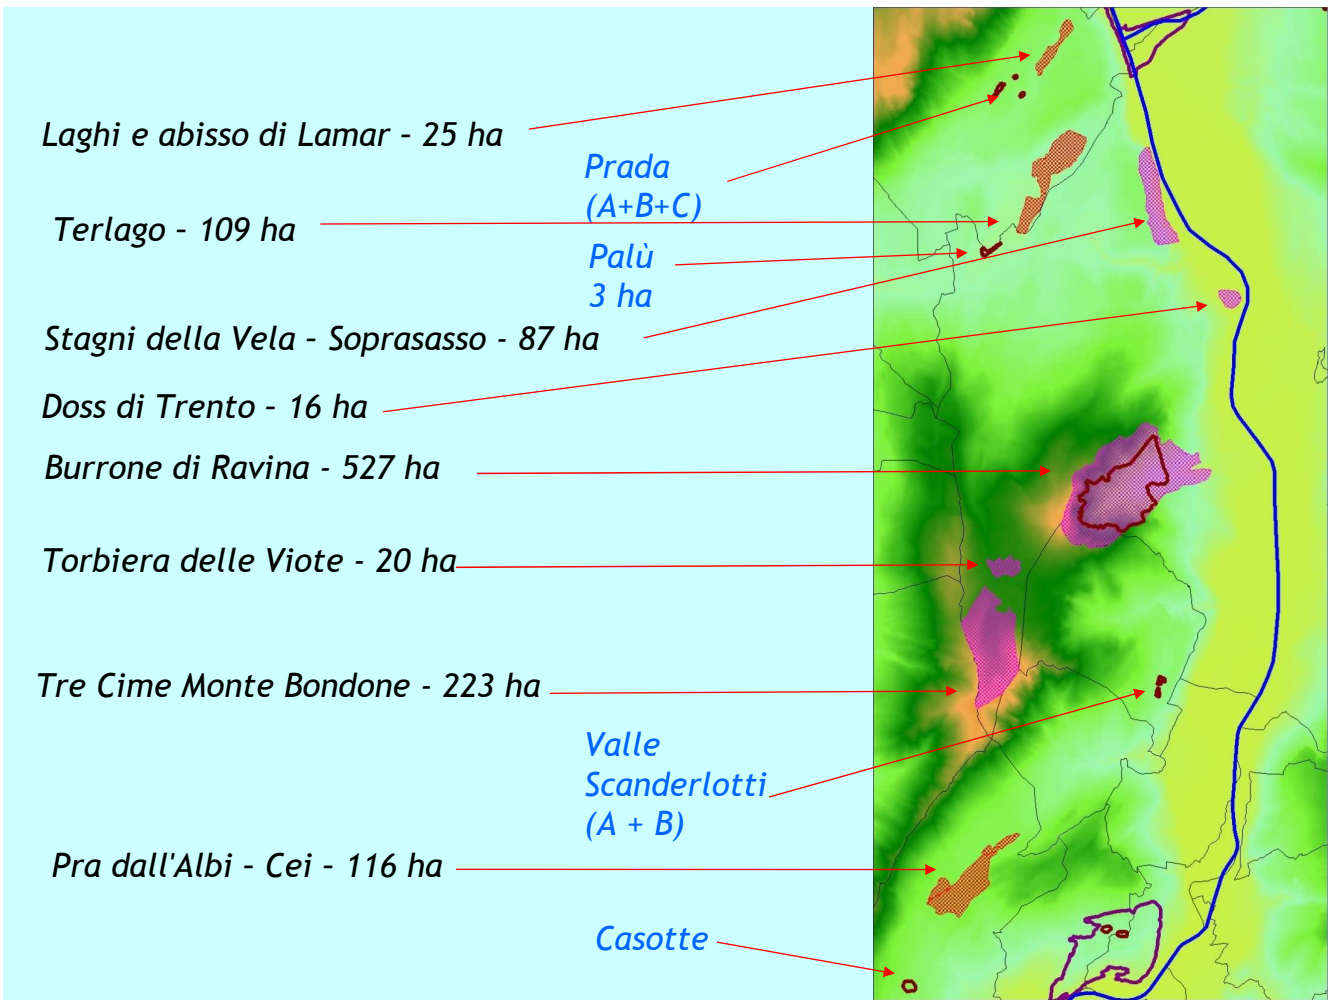 Laghi e abisso di Lamar – 25 ha
Prada
(A+B+C)
Terlago – 109 ha
Palù
3 ha
Stagni della Vela – Soprasasso - 87 ha
Doss di Trento – 16 ha
Burrone di Ravina - 527 ha
Torbiera delle Viote - 20 ha
Tre Cime Monte Bondone - 223 ha
Valle
Scanderlotti
(A + B)
Pra dall'Albi – Cei – 116 ha
Casotte